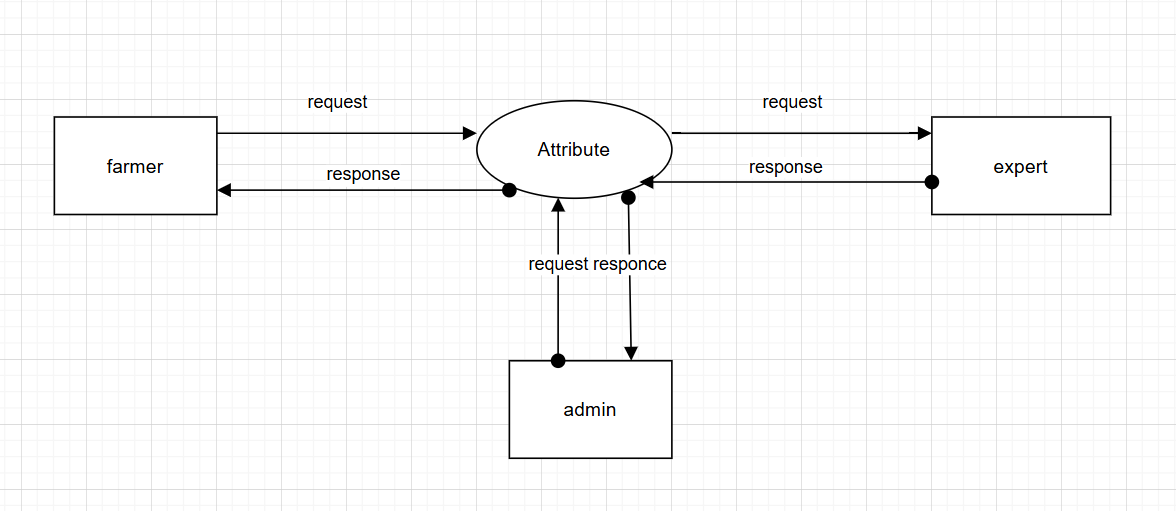 request
request
farmer
Attribute
expert
response
response
request responce
admin